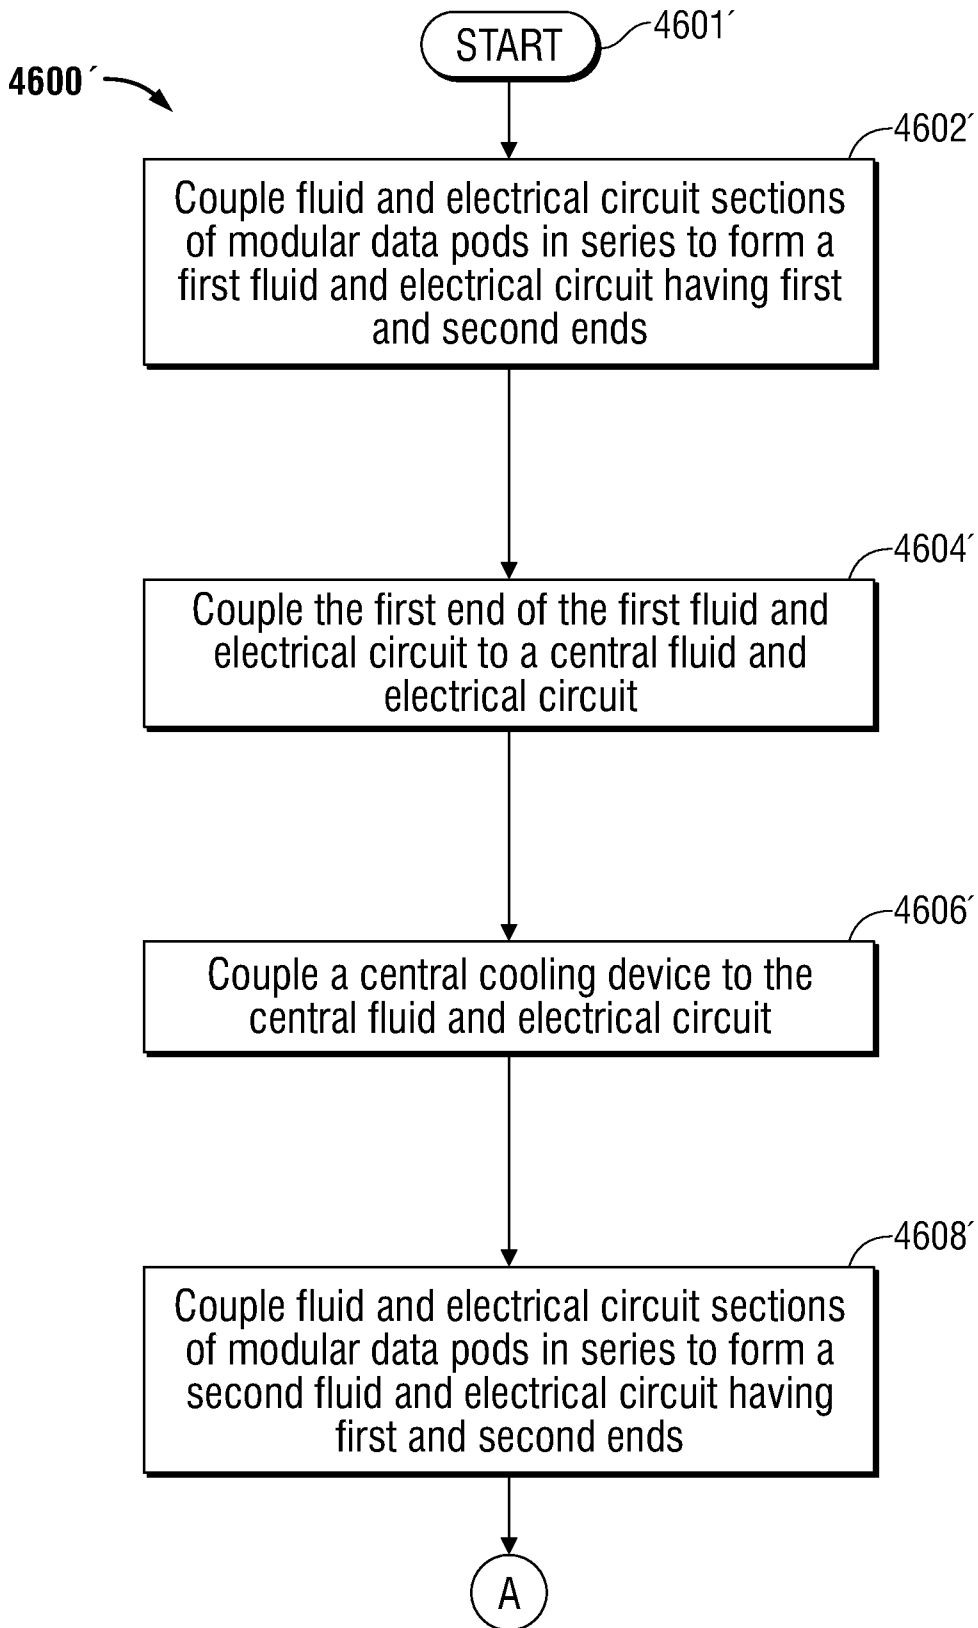 START
4601´
4600´
4602´
Couple fluid and electrical circuit sections
of modular data pods in series to form a
first fluid and electrical circuit having first
and second ends
4604´
Couple the first end of the first fluid and
electrical circuit to a central fluid and
electrical circuit
4606´
Couple a central cooling device to the
central fluid and electrical circuit
4608´
Couple fluid and electrical circuit sections
of modular data pods in series to form a
second fluid and electrical circuit having
first and second ends
A